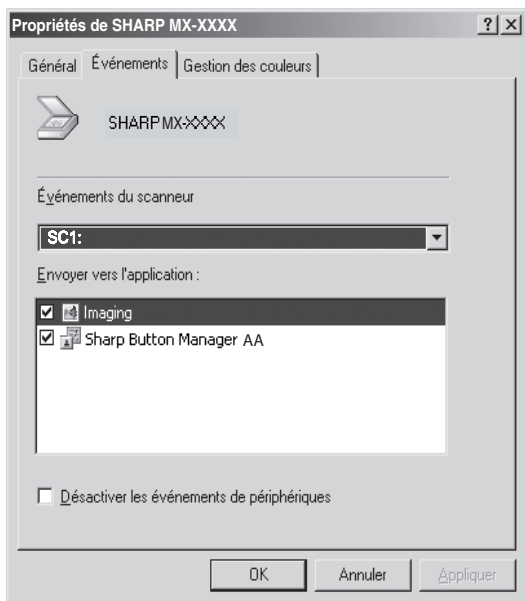 Propriétés de SHARP MX-XXXX
Général Événements Gestion des couleurs
SHARP MX-XXXX
Événements du scanneur
SC1:
Envoyer vers l'application :
Imaging
Sharp Button Manager AA
Désactiver les événements de périphériques
OK Annuler Appliquer